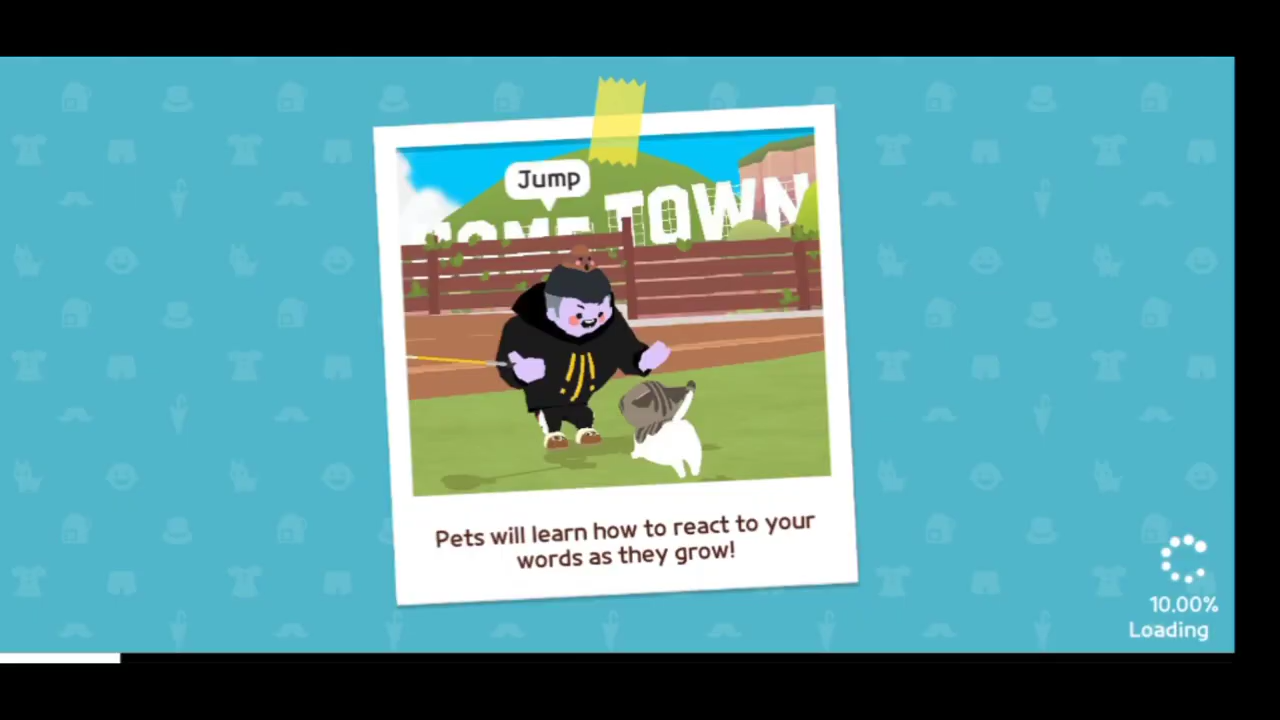 Jump
TOWN
Pets will learn how to react to your
words as they grow!
10.00%
Loading